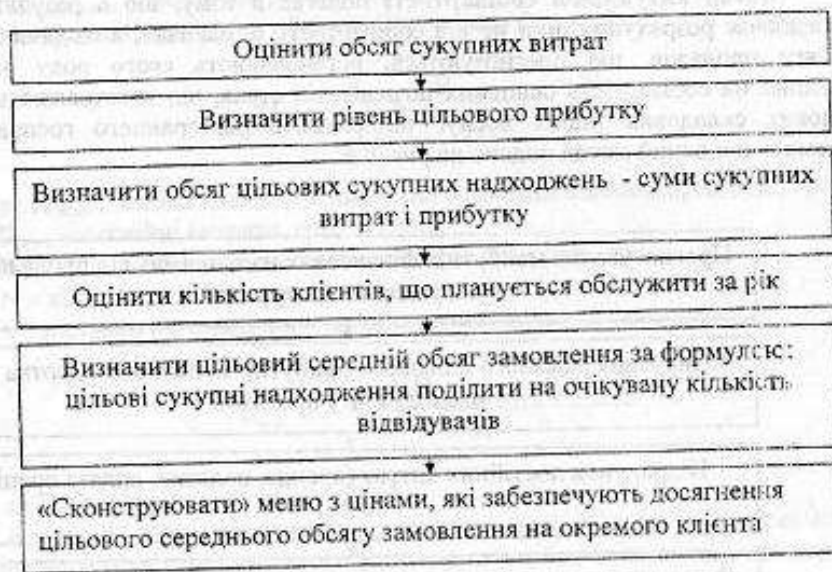 Оцінити обсяг сукупних витрат
Визначити рівень цільового прибутку
Визначити обсяг цільових сукупних надходжень - суми сукупних
витрат і прибутку
Оцінити кількість клієнтів, що планується обслужити за рік
Визначити цільовий середній обсяг замовлення за формулою:
цільові сукупні надходження поділити на очікувану кількість
відвідувачів
«Сконструювати» меню з цінами, які забезпечують досягнення
цільового середнього обсягу замовлення на окремого клієнта